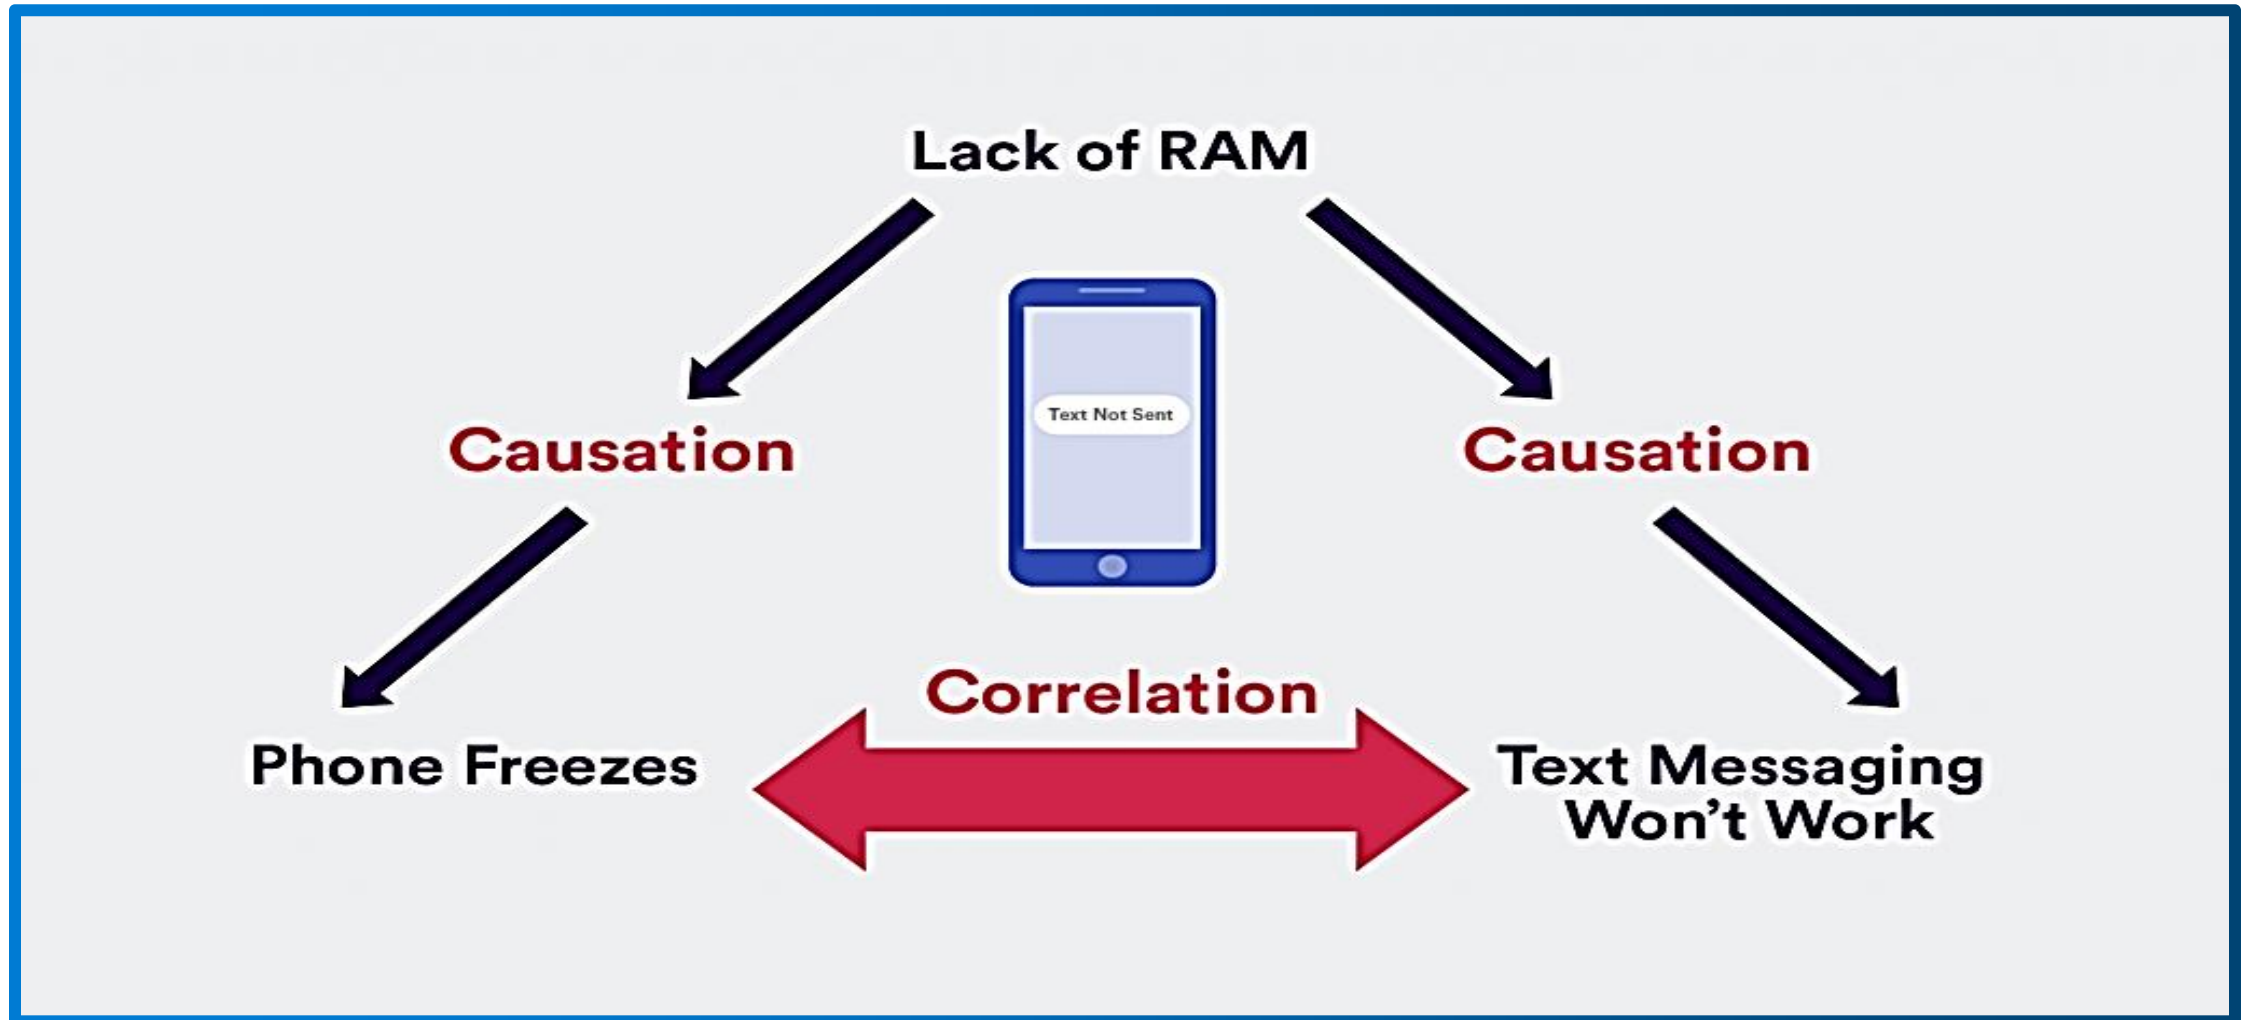 Lack of RAM
Text Not Sent
Causation
Causation
Correlation
Phone Freezes
Text Messaging
Won’t Work